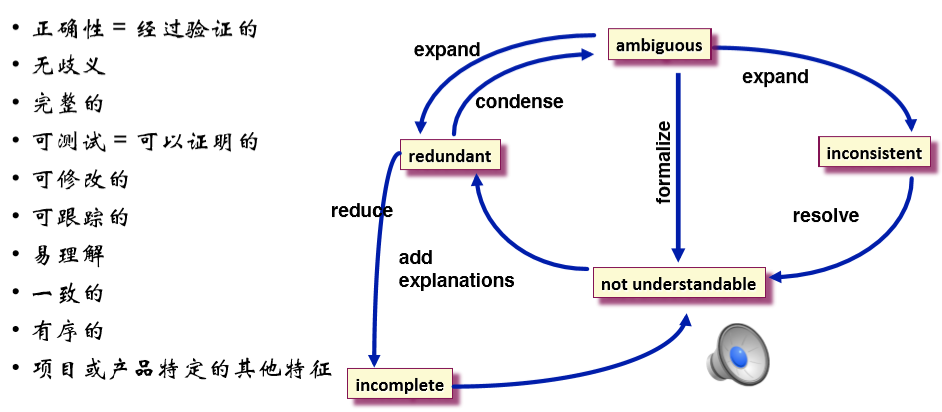 • 正确性 = 经过验证的
• 无歧义
• 完整的
• 可测试 = 可以证明的
• 可修改的
• 可跟踪的
• 易理解
• 一致的
• 有序的
• 项目或产品特定的其他特征
ambiguous
expand
expand
condense
redundant
inconsistent
formalize
reduce
resolve
add
explanations
not understandable
incomplete